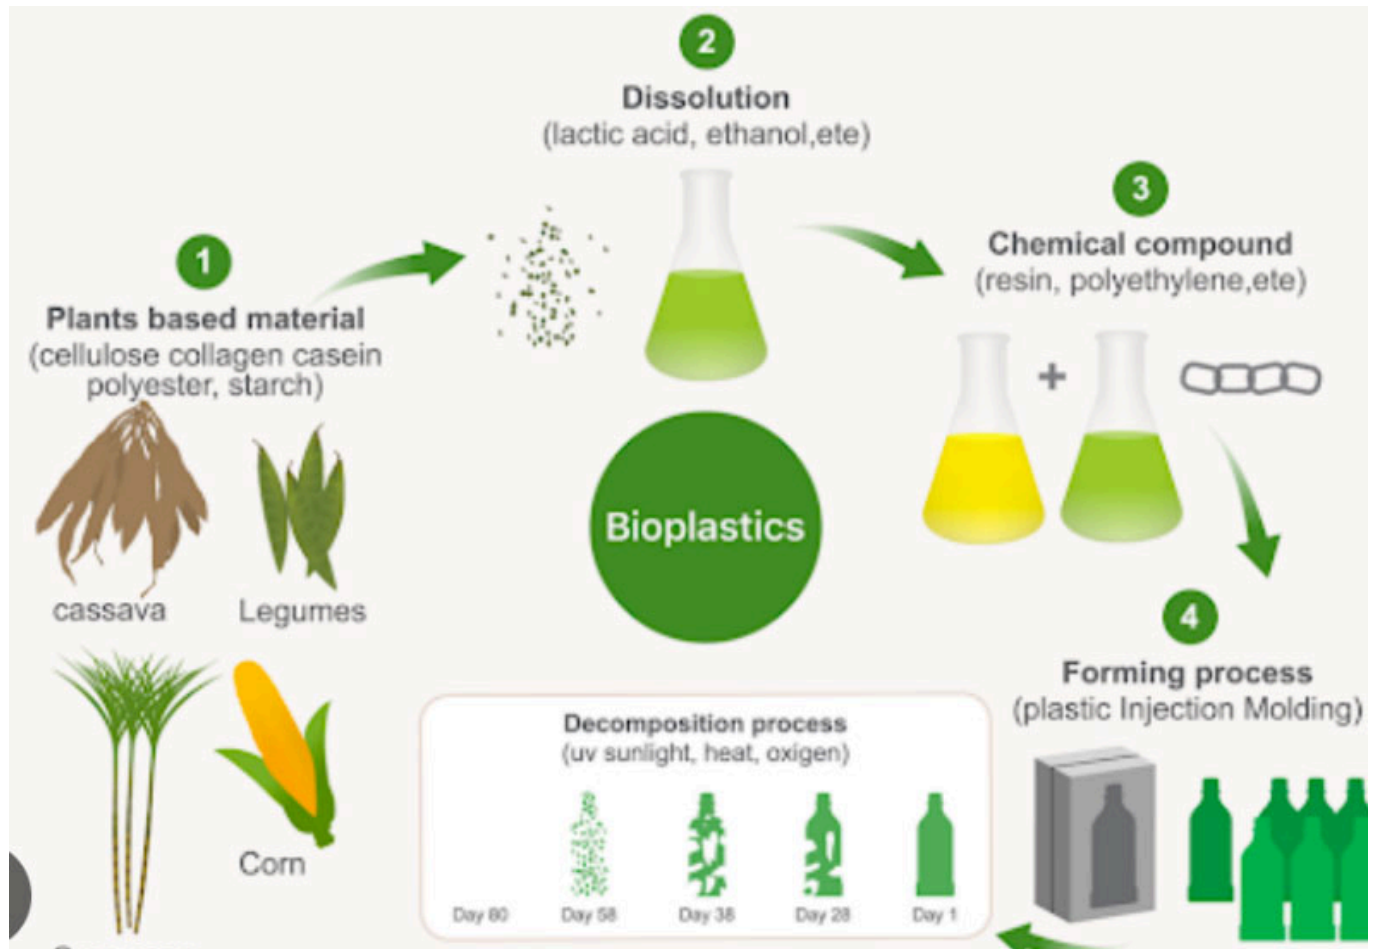 1
Plants based material
(cellulose collagen casein
polyester, starch)
cassava
Legumes
Corn
2
Dissolution
(lactic acid, ethanol,ete)
3
Chemical compound
(resin, polyethylene,ete)
+
Bioplastics
4
Forming process
(plastic Injection Molding)
Decomposition process
(uv sunlight, heat, oxigen)
Day 80 Day 58 Day 38 Day 28 Day 1